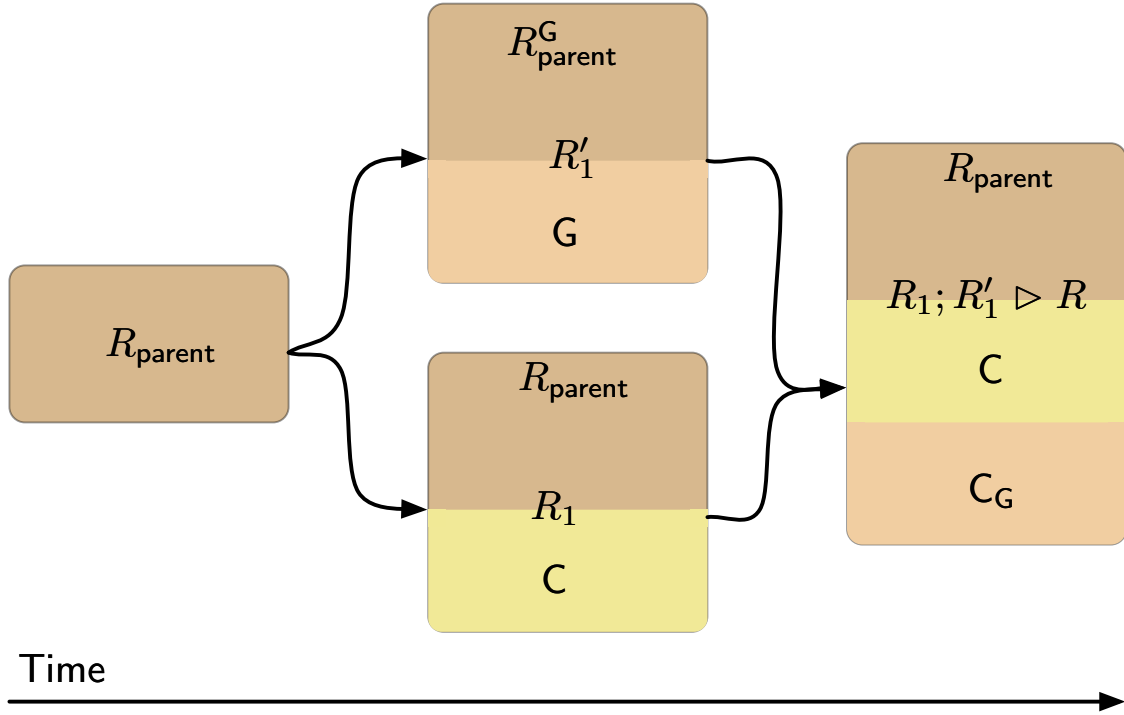 R_parent
R^G_parent
R′_1
G
R_parent
R_1
C
R_parent
R_1; R′_1 ▷ R
C
C_G
Time